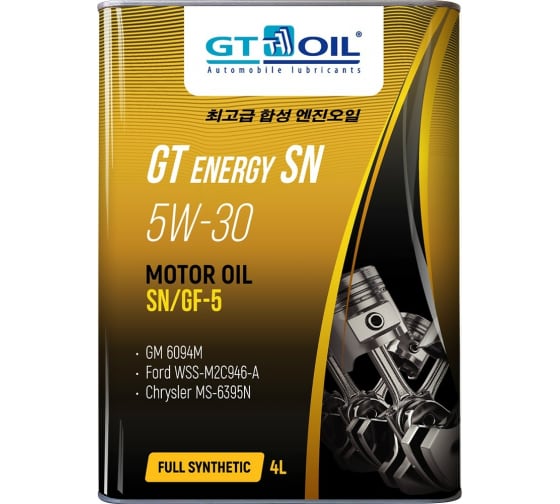 GT OIL®
Automobile lubricants
최고급 합성 엔진오일
GT ENERGY SN
5W-30
MOTOR OIL
SN/GF-5
• GM 6094M
• Ford WSS-M2C946-A
• Chrysler MS-6395N
FULL SYNTHETIC 4L